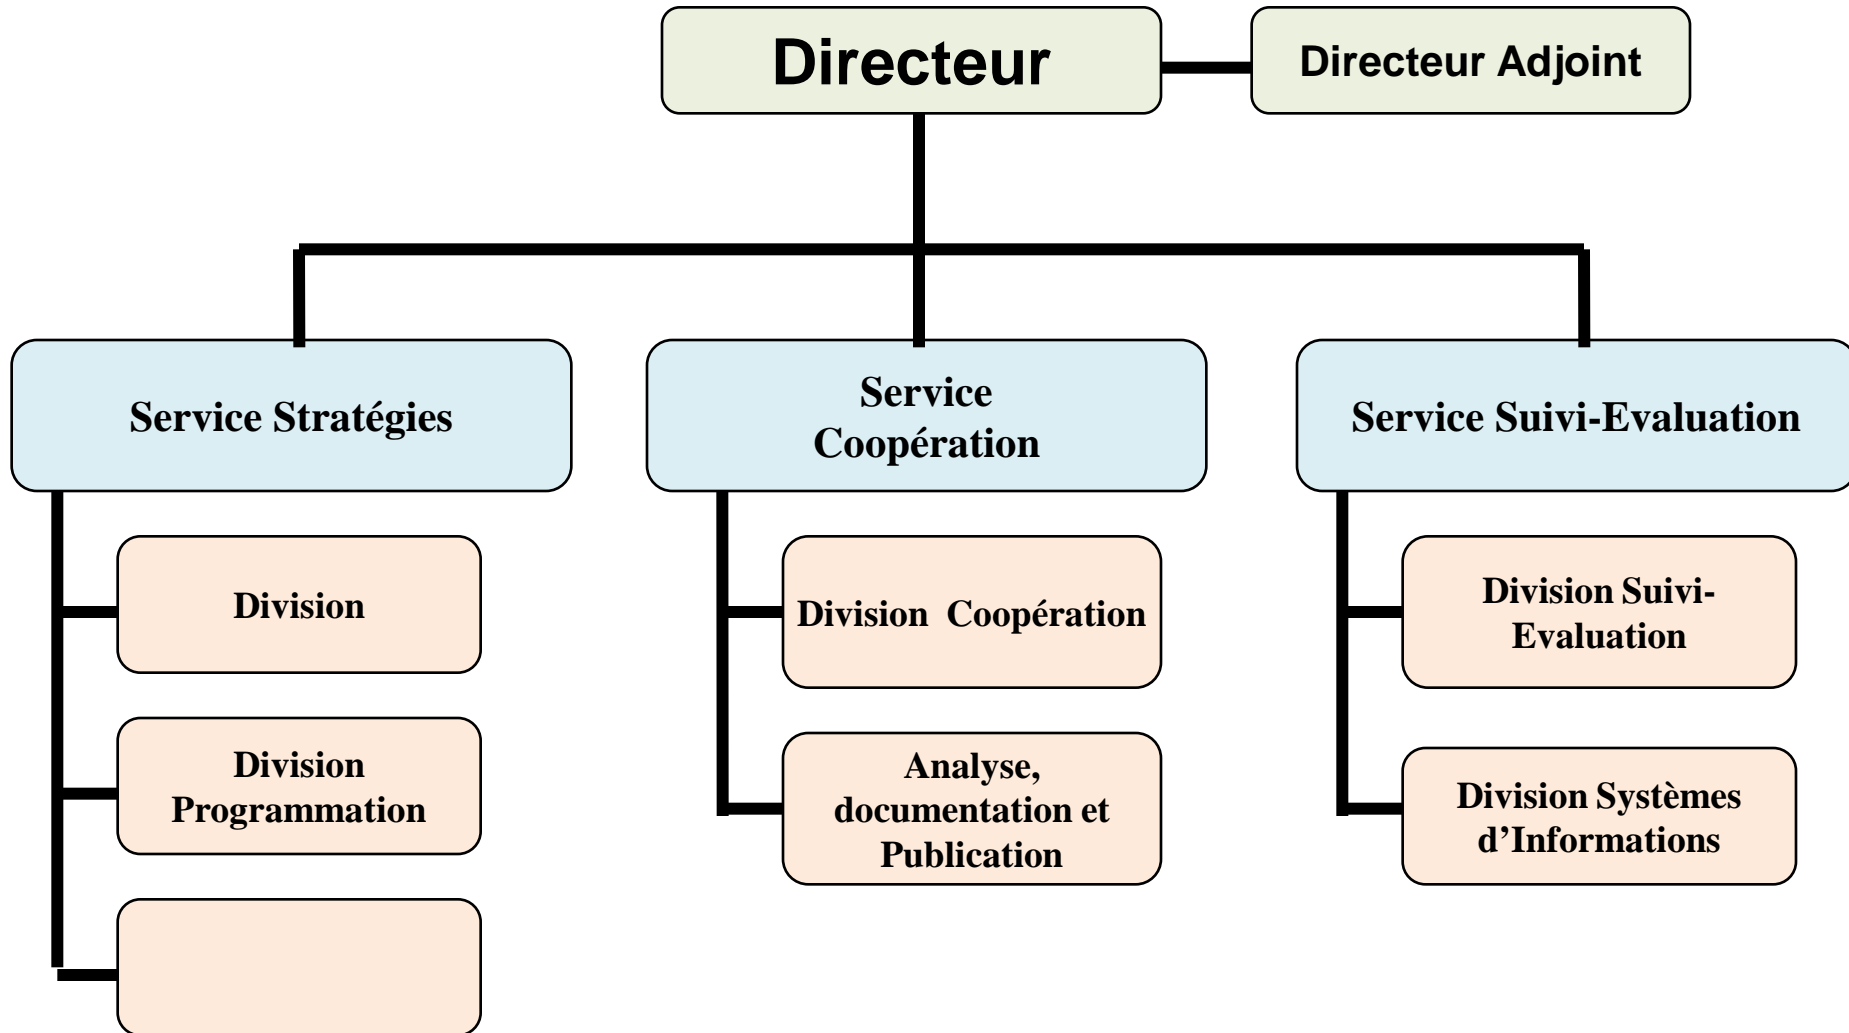 Directeur
Directeur Adjoint
Service Stratégies
Service
Coopération
Service Suivi-Evaluation
Division
Division
Programmation
Division  Coopération
Analyse,
documentation et
Publication
Division Suivi-
Evaluation
Division Systèmes
d’Informations